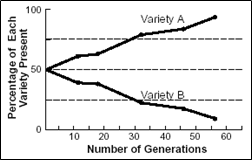 Percentage of Each
Variety Present
100
50
0
Variety A
Variety B
0 10 20 30 40 50 60
Number of Generations